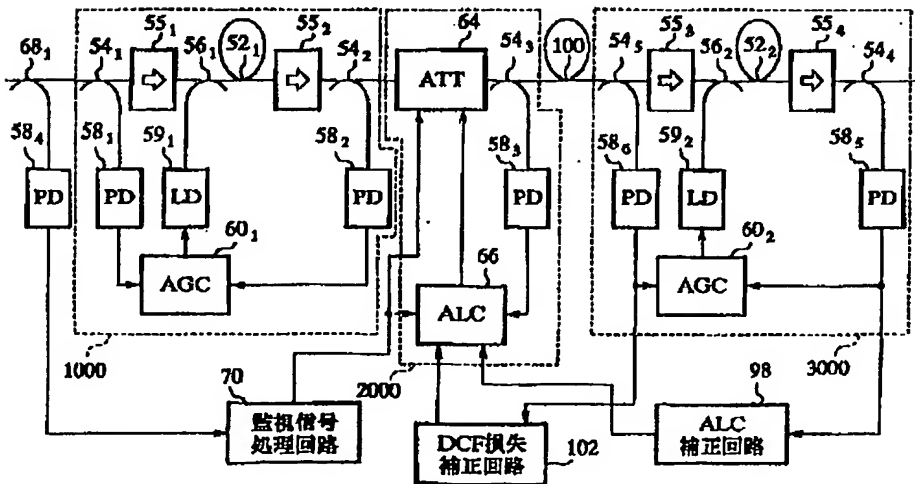 68₁ 54₁ 55₁ 56₁ 52₁ 55₂ 54₂ 64 54₃ 100 54₅ 55₃ 56₂ 52₂ 55₄ 54₄
ATT
58₄ 58₁ 59₁ 58₂ 58₃ 58₆ 59₂ 58₅
PD PD LD PD PD PD LD PD
60₁ 66 60₂
AGC ALC AGC
1000 2000 3000
70 98
監視信号
処理回路
DCF損失
補正回路
102
ALC
補正回路